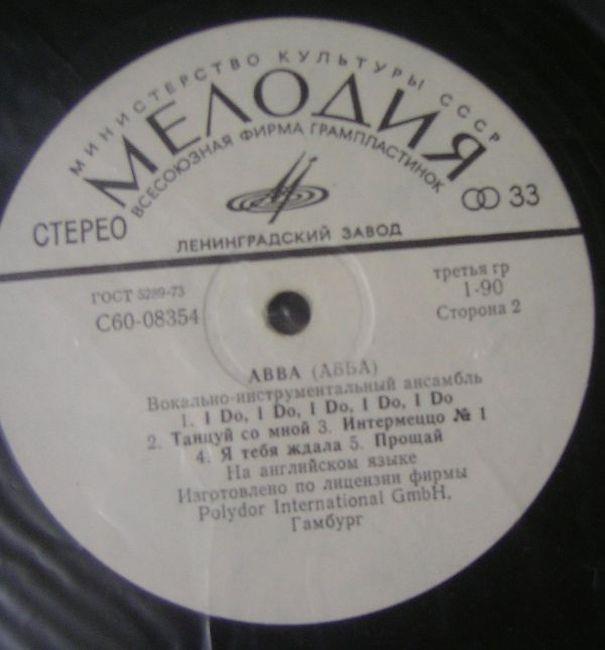 МИНИСТЕРСТВО КУЛЬТУРЫ СССР
МЕЛОДИЯ
ВСЕСОЮЗНАЯ ФИРМА ГРАМПЛАСТИНОК
СТЕРЕО
33
ЛЕНИНГРАДСКИЙ ЗАВОД
ГОСТ 5289-73
С60-08354
третья гр
1-90
Сторона 2
ABBA (АББА)
Вокально-инструментальный ансамбль
1. I Do, I Do, I Do, I Do, I Do
2. Танцуй со мной 3. Интермеццо № 1
4. Я тебя ждала 5. Прощай
На английском языке
Изготовлено по лицензии фирмы
Polydor International GmbH,
Гамбург